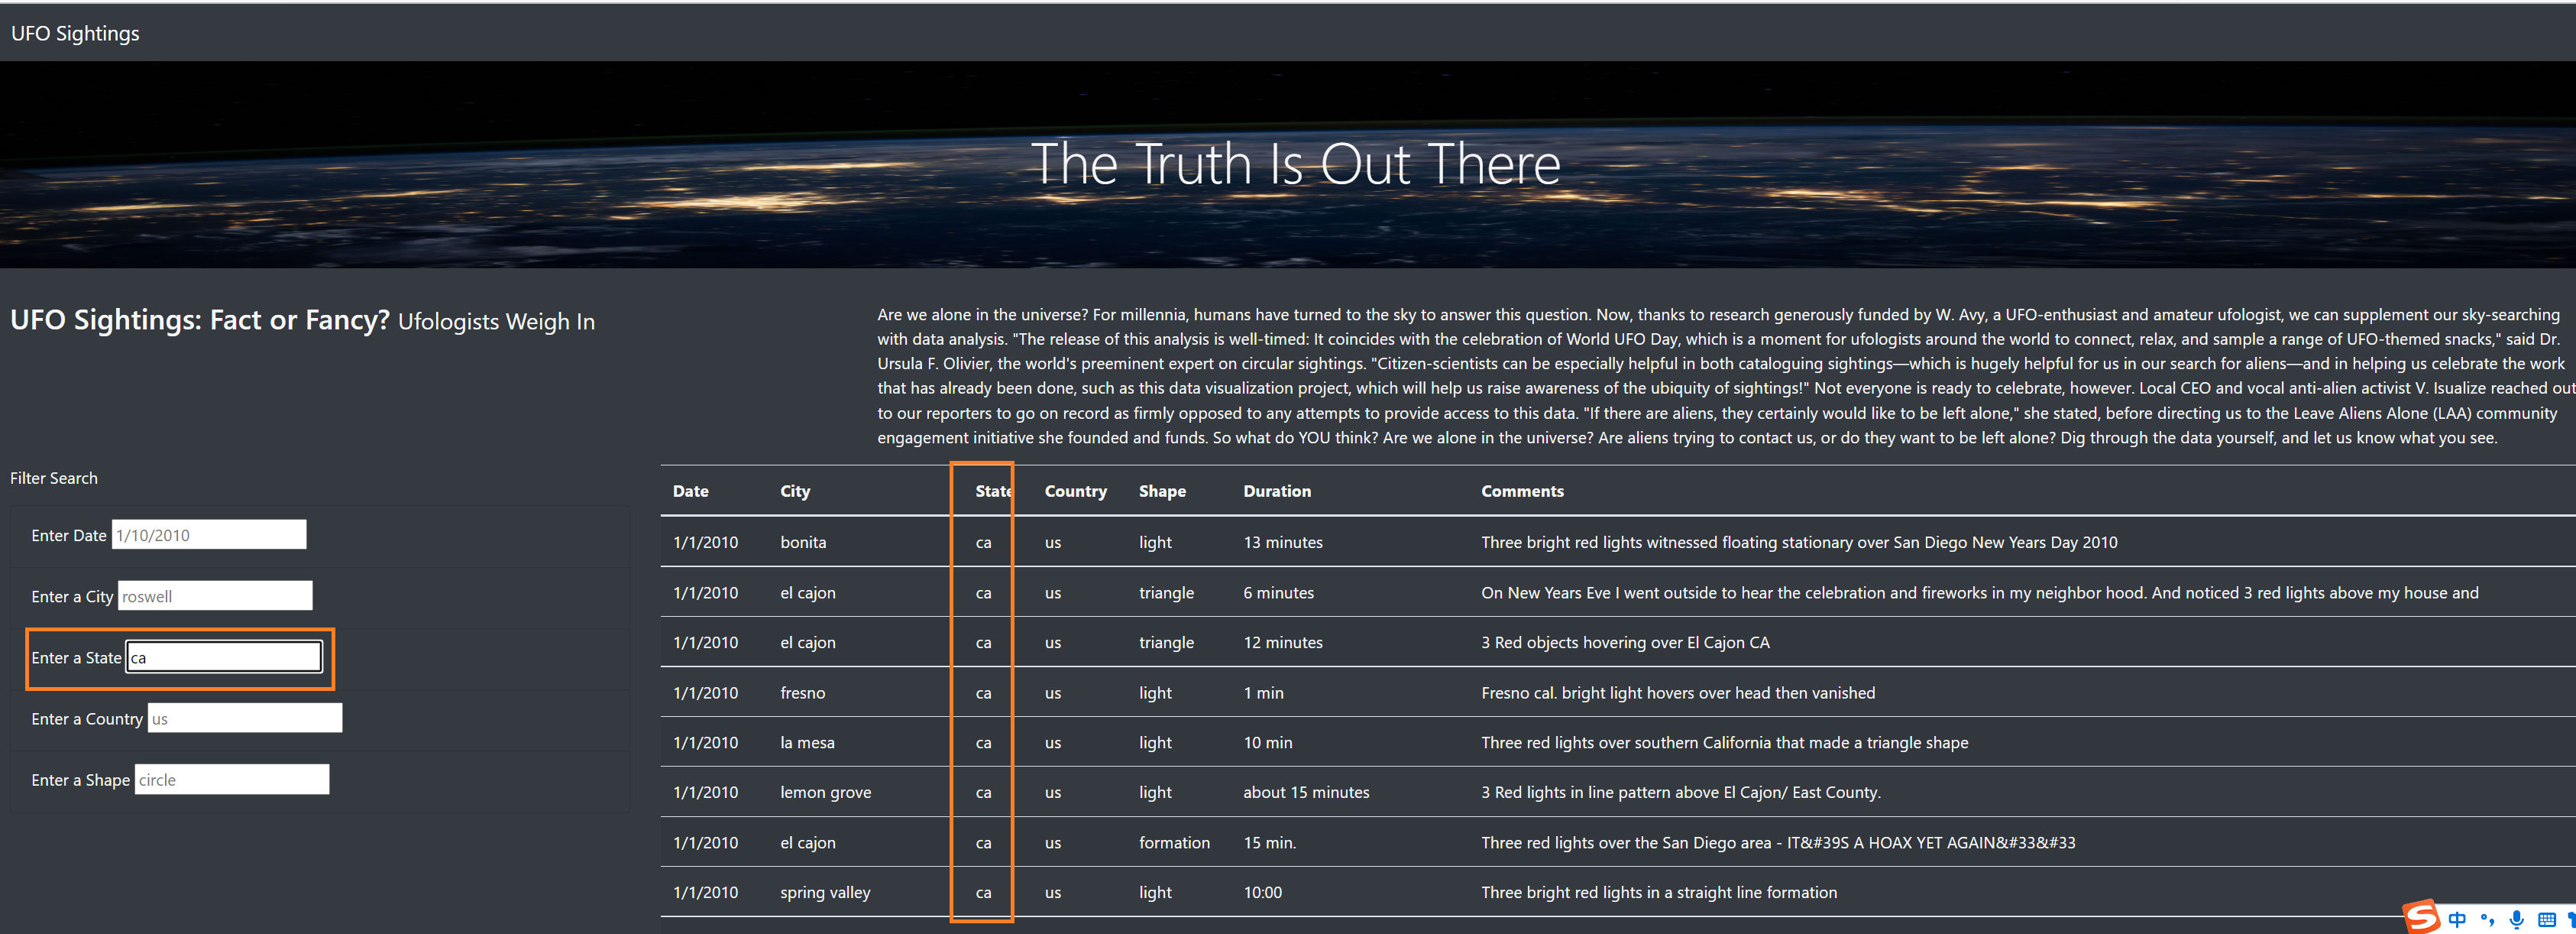 UFO Sightings
The Truth Is Out There
UFO Sightings: Fact or Fancy? Ufologists Weigh In
Are we alone in the universe? For millennia, humans have turned to the sky to answer this question. Now, thanks to research generously funded by W. Avy, a UFO-enthusiast and amateur ufologist, we can supplement our sky-searching
with data analysis. "The release of this analysis is well-timed: It coincides with the celebration of World UFO Day, which is a moment for ufologists around the world to connect, relax, and sample a range of UFO-themed snacks," said Dr.
Ursula F. Olivier, the world's preeminent expert on circular sightings. "Citizen-scientists can be especially helpful in both cataloguing sightings—which is hugely helpful for us in our search for aliens—and in helping us celebrate the work
that has already been done, such as this data visualization project, which will help us raise awareness of the ubiquity of sightings!" Not everyone is ready to celebrate, however. Local CEO and vocal anti-alien activist V. Isualize reached out
to our reporters to go on record as firmly opposed to any attempts to provide access to this data. "If there are aliens, they certainly would like to be left alone," she stated, before directing us to the Leave Aliens Alone (LAA) community
engagement initiative she founded and funds. So what do YOU think? Are we alone in the universe? Are aliens trying to contact us, or do they want to be left alone? Dig through the data yourself, and let us know what you see.
Filter Search
Enter Date 1/10/2010
Enter a City roswell
Enter a State ca
Enter a Country us
Enter a Shape circle
Date City State Country Shape Duration Comments
1/1/2010 bonita ca us light 13 minutes Three bright red lights witnessed floating stationary over San Diego New Years Day 2010
1/1/2010 el cajon ca us triangle 6 minutes On New Years Eve I went outside to hear the celebration and fireworks in my neighbor hood. And noticed 3 red lights above my house and
1/1/2010 el cajon ca us triangle 12 minutes 3 Red objects hovering over El Cajon CA
1/1/2010 fresno ca us light 1 min Fresno cal. bright light hovers over head then vanished
1/1/2010 la mesa ca us light 10 min Three red lights over southern California that made a triangle shape
1/1/2010 lemon grove ca us light about 15 minutes 3 Red lights in line pattern above El Cajon/ East County.
1/1/2010 el cajon ca us formation 15 min. Three red lights over the San Diego area - IT&#39S A HOAX YET AGAIN&#33&#33
1/1/2010 spring valley ca us light 10:00 Three bright red lights in a straight line formation
S 中